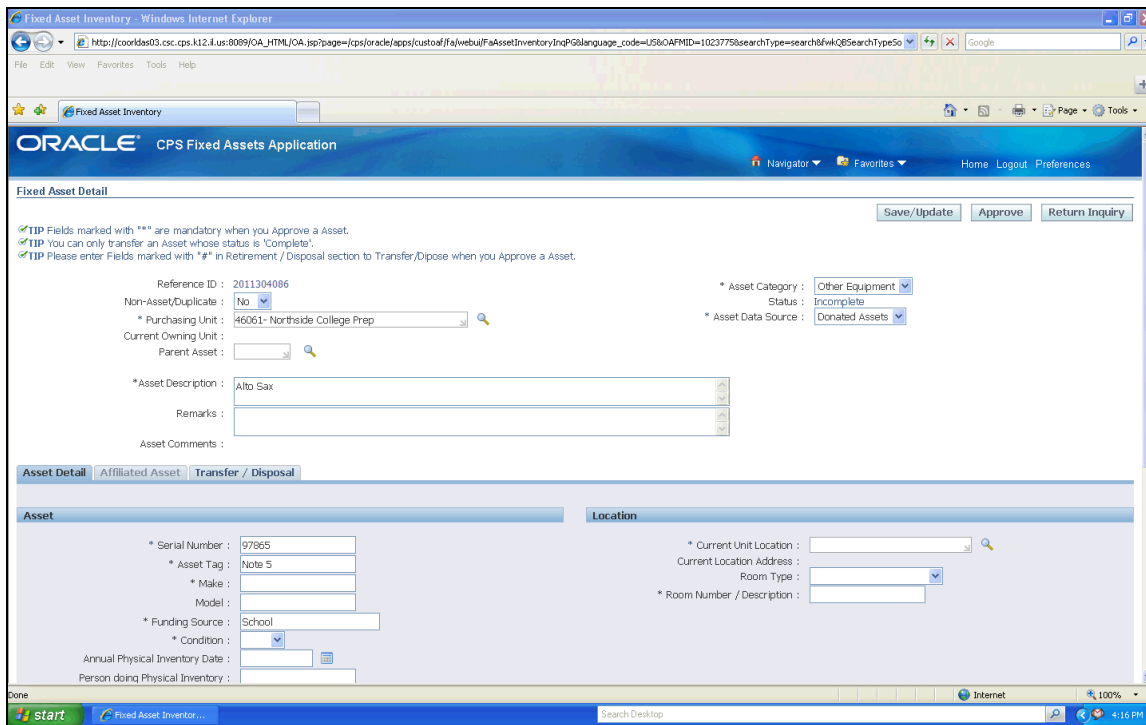 Fixed Asset Inventory - Windows Internet Explorer
http://coorldas03.csc.cps.k12.il.us:8089/OA_HTML/OA.jsp?page=/cps/oracle/apps/custoaf/fa/webui/FaAssetInventoryInqPG&language_code=US&OAFMID=1023775&searchType=search&fwkQBSearchTypeSo Google
File Edit View Favorites Tools Help
Fixed Asset Inventory Page Tools
ORACLE CPS Fixed Assets Application
Navigator Favorites Home Logout Preferences
Fixed Asset Detail
Save/Update Approve Return Inquiry
TIP Fields marked with "*" are mandatory when you Approve a Asset.
TIP You can only transfer an Asset whose status is 'Complete'.
TIP Please enter Fields marked with "#" in Retirement / Disposal section to Transfer/Dipose when you Approve a Asset.
Reference ID : 2011304086 * Asset Category : Other Equipment
Non-Asset/Duplicate : No Status : Incomplete
* Purchasing Unit : 46061- Northside College Prep * Asset Data Source : Donated Assets
Current Owning Unit :
Parent Asset :
*Asset Description : Alto Sax
Remarks :
Asset Comments :
Asset Detail Affiliated Asset Transfer / Disposal
Asset Location
* Serial Number : 97865 * Current Unit Location :
* Asset Tag : Note 5 Current Location Address :
* Make : Room Type :
Model : * Room Number / Description :
* Funding Source : School
* Condition :
Annual Physical Inventory Date :
Person doing Physical Inventory :
Done Internet 100%
start Fixed Asset Inventor... Search Desktop 4:16 PM